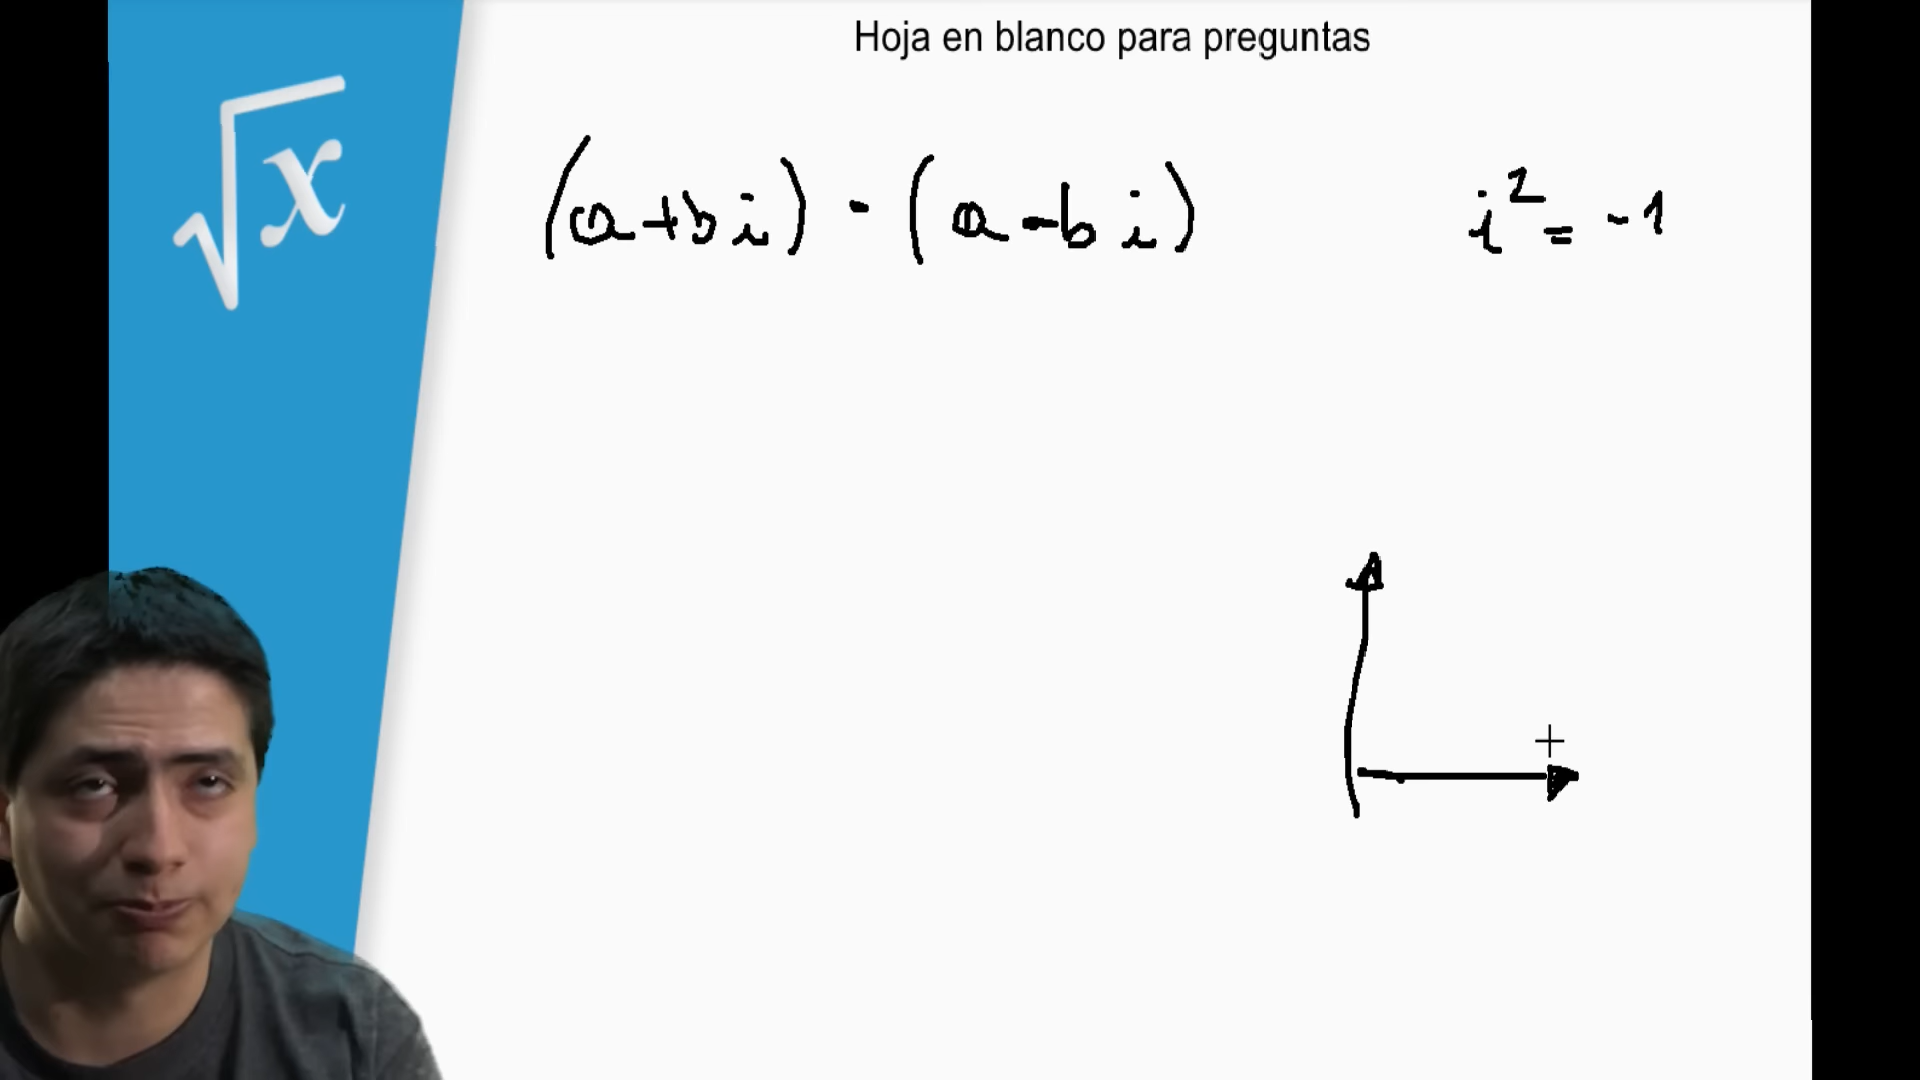 Hoja en blanco para preguntas
√x
(a+bi)·(a-bi)
i²=-1